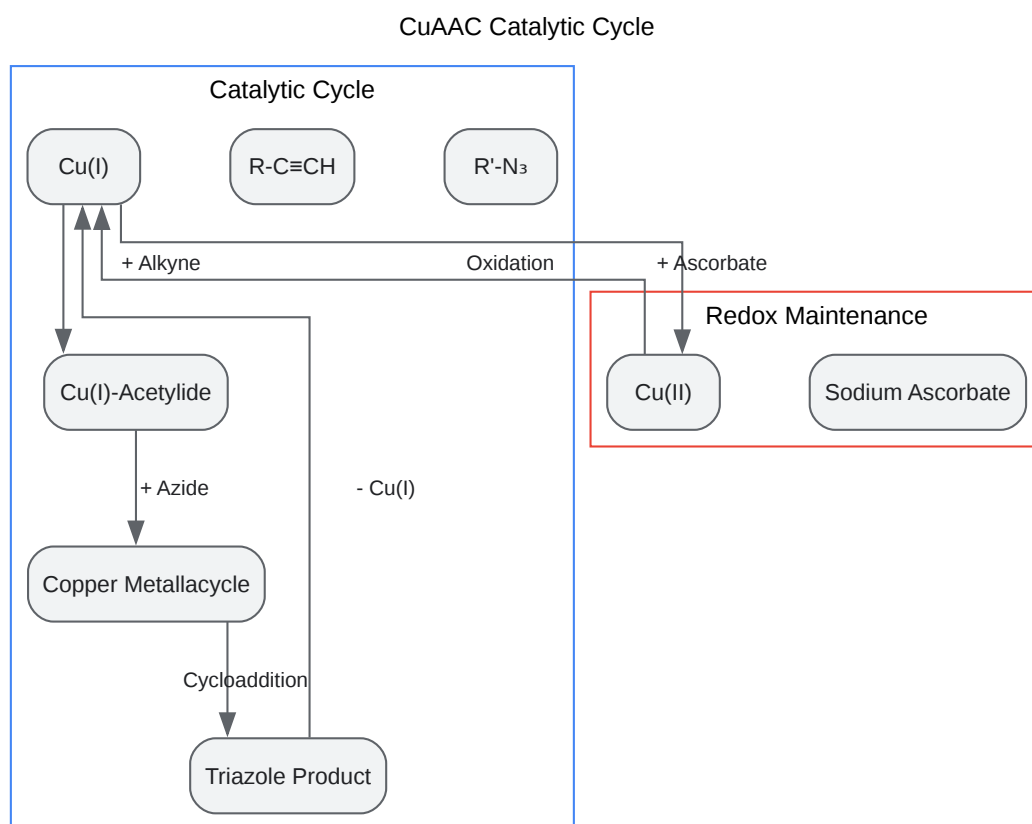 CuAAC Catalytic Cycle
Catalytic Cycle
Cu(I)
R-C≡CH
R'-N₃
+ Alkyne
Oxidation
+ Ascorbate
Redox Maintenance
Cu(I)-Acetylide
Cu(II)
Sodium Ascorbate
+ Azide
- Cu(I)
Copper Metallacycle
Cycloaddition
Triazole Product